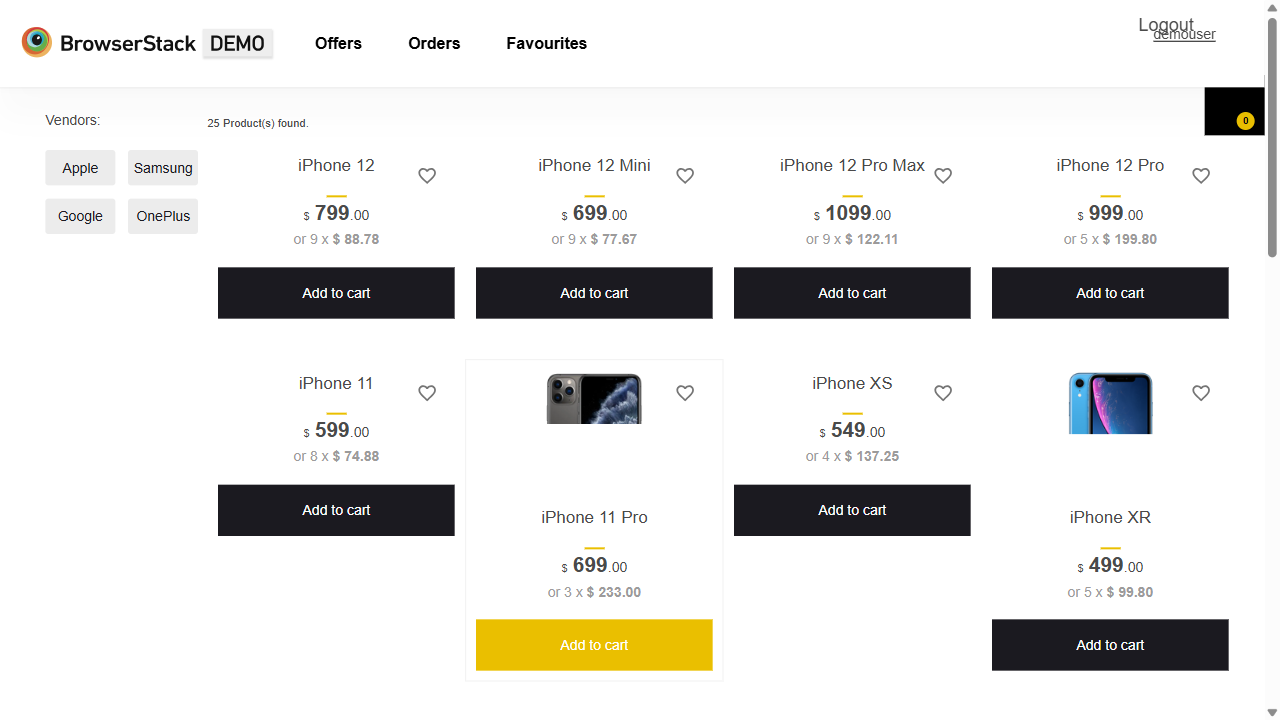 BrowserStack DEMO
Offers
Orders
Favourites
Logout
demouser
0
Vendors:
Apple
Samsung
Google
OnePlus
25 Product(s) found.
iPhone 12
$ 799.00
or 9 x $ 88.78
Add to cart
iPhone 12 Mini
$ 699.00
or 9 x $ 77.67
Add to cart
iPhone 12 Pro Max
$ 1099.00
or 9 x $ 122.11
Add to cart
iPhone 12 Pro
$ 999.00
or 5 x $ 199.80
Add to cart
iPhone 11
$ 599.00
or 8 x $ 74.88
Add to cart
iPhone 11 Pro
$ 699.00
or 3 x $ 233.00
Add to cart
iPhone XS
$ 549.00
or 4 x $ 137.25
Add to cart
iPhone XR
$ 499.00
or 5 x $ 99.80
Add to cart